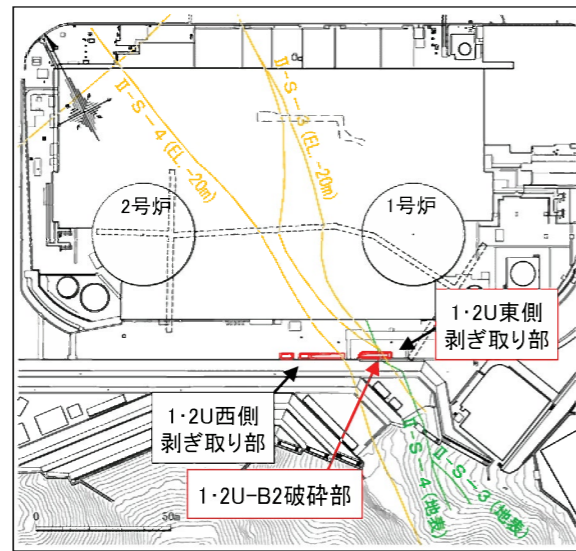 Ⅱ-S-4 (EL. -20m)
Ⅱ-S-3 (EL. -20m)
2号炉
1号炉
1・2U東側
剥ぎ取り部
1・2U西側
剥ぎ取り部
1・2U-B2破砕部
Ⅱ-S-4 (地表)
Ⅱ-S-3 (地表)
0
50m